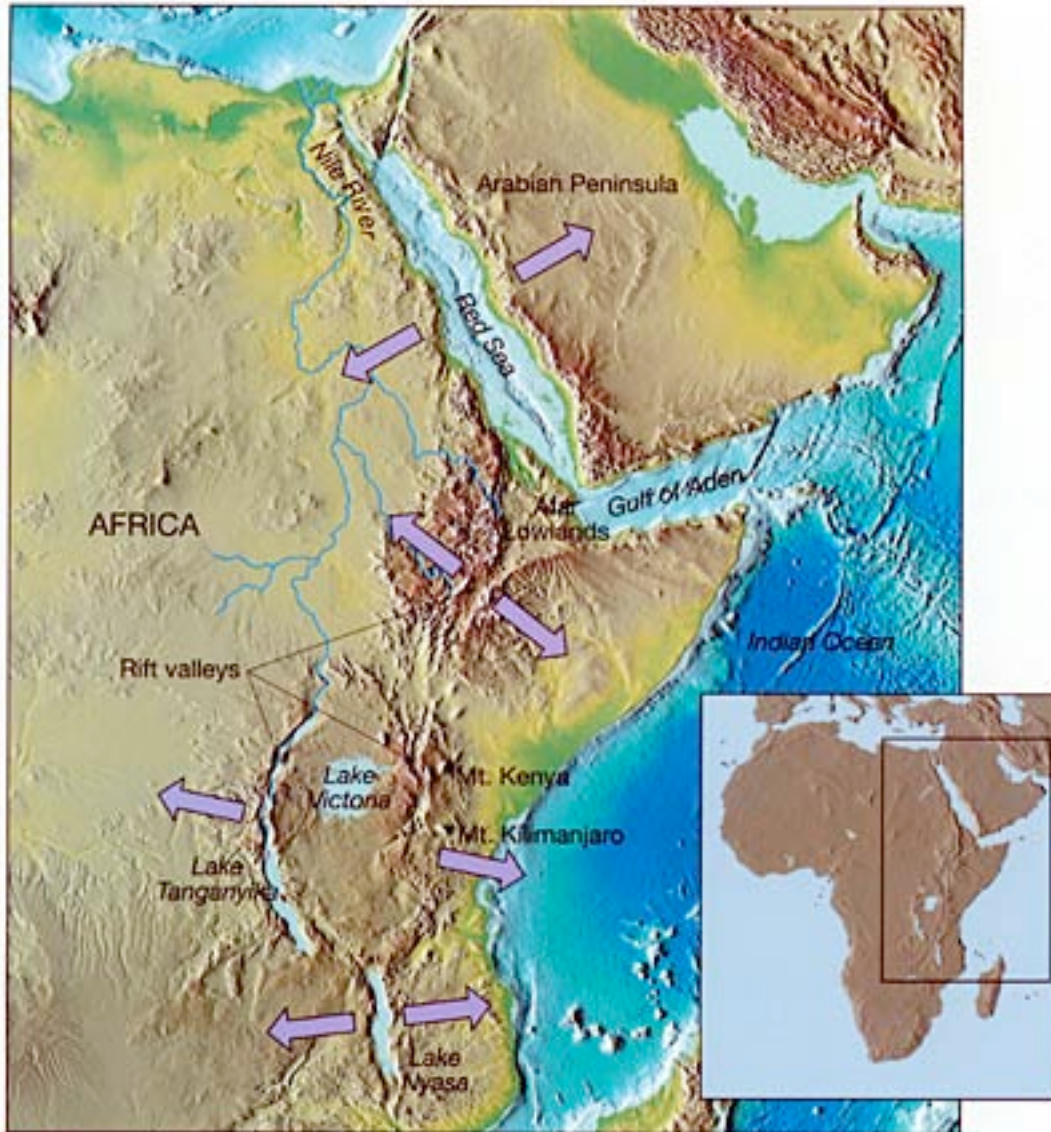 Nile River
Arabian Peninsula
Red Sea
Gulf of Aden
Afar
Lowlands
AFRICA
Indian Ocean
Rift valleys
Lake
Victoria
Mt. Kenya
Mt. Kilimanjaro
Lake
Tanganyika
Lake
Nyasa